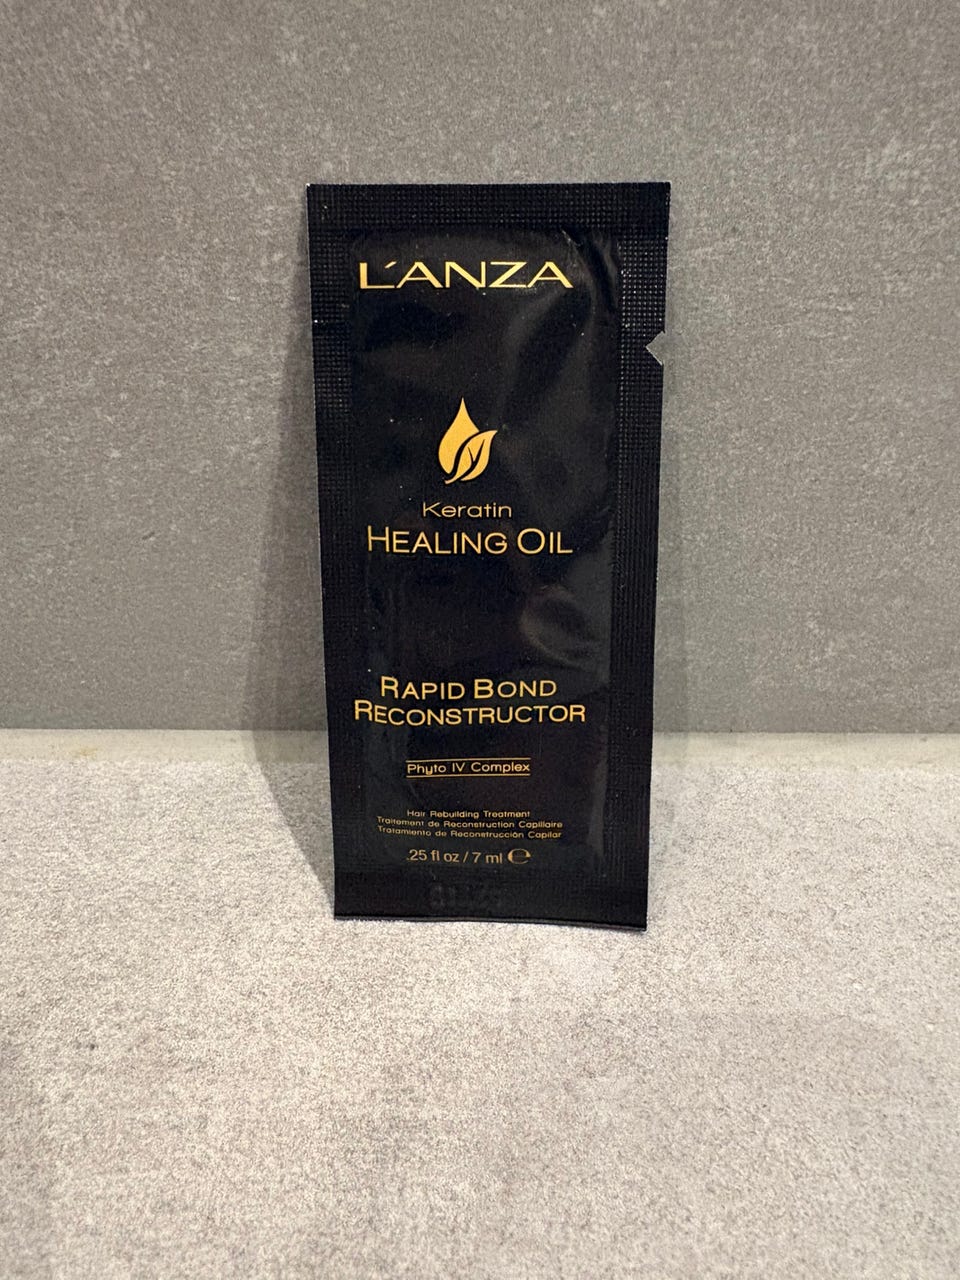 L'ANZA
Keratin
HEALING OIL
RAPID BOND
RECONSTRUCTOR
Phyto IV Complex
Hair Rebuilding Treatment
Traitement de Reconstruction Capillaire
Tratamiento de Reconstrucción Capilar
.25 fl oz / 7 ml ℮